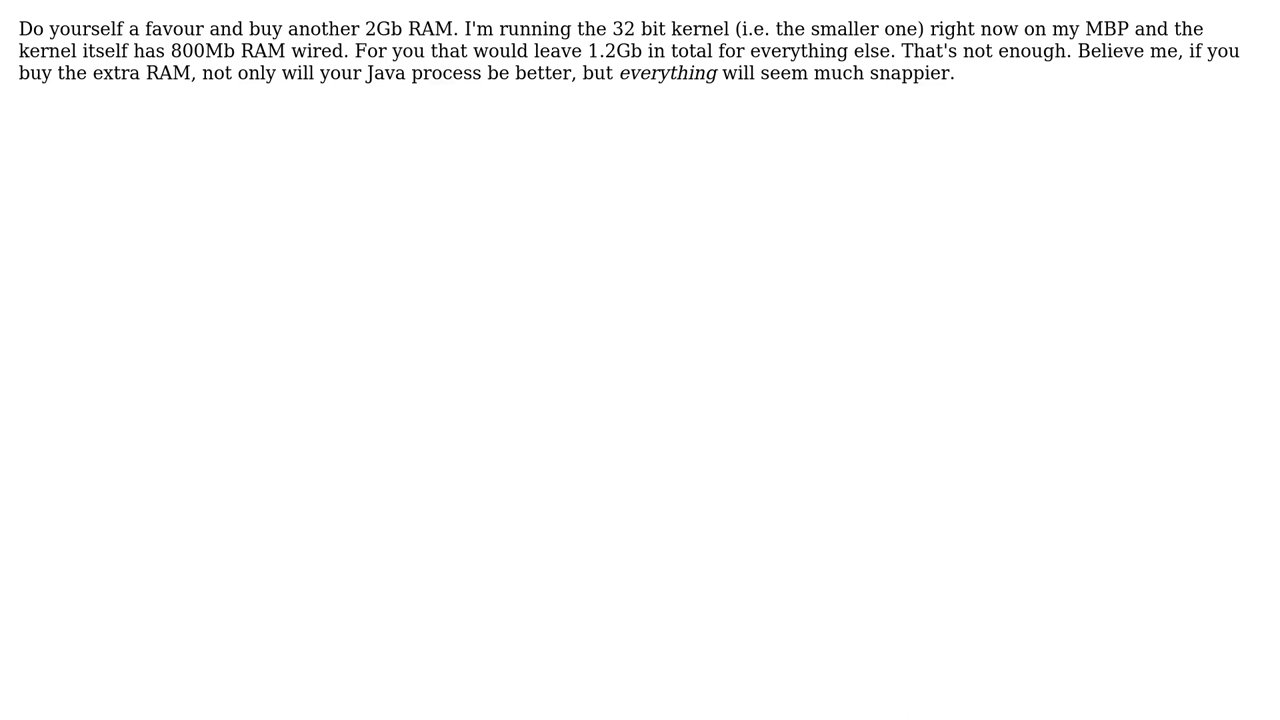 Do yourself a favour and buy another 2Gb RAM. I'm running the 32 bit kernel (i.e. the smaller one) right now on my MBP and the
kernel itself has 800Mb RAM wired. For you that would leave 1.2Gb in total for everything else. That's not enough. Believe me, if you
buy the extra RAM, not only will your Java process be better, but everything will seem much snappier.